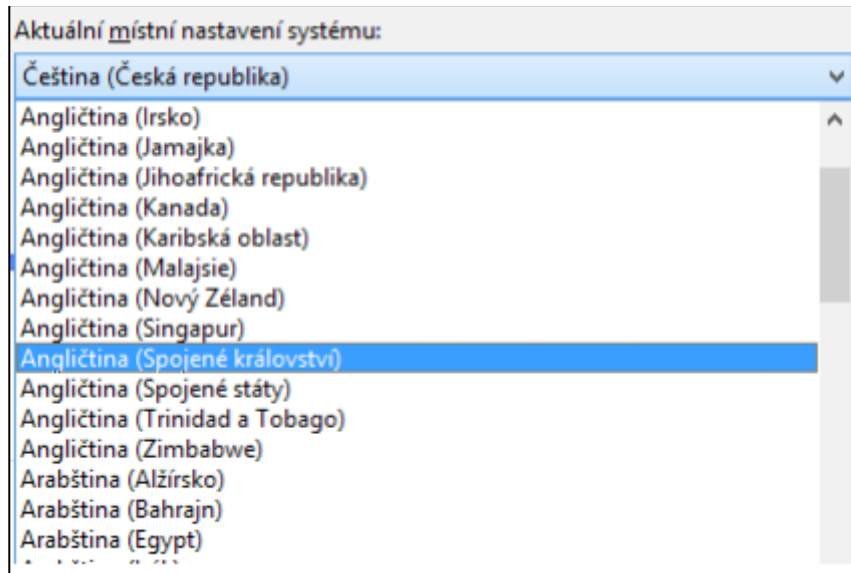 Aktuální místní nastavení systému:
Čeština (Česká republika)
Angličtina (Irsko)
Angličtina (Jamajka)
Angličtina (Jihoafrická republika)
Angličtina (Kanada)
Angličtina (Karibská oblast)
Angličtina (Malajsie)
Angličtina (Nový Zéland)
Angličtina (Singapur)
Angličtina (Spojené království)
Angličtina (Spojené státy)
Angličtina (Trinidad a Tobago)
Angličtina (Zimbabwe)
Arabština (Alžírsko)
Arabština (Bahrajn)
Arabština (Egypt)